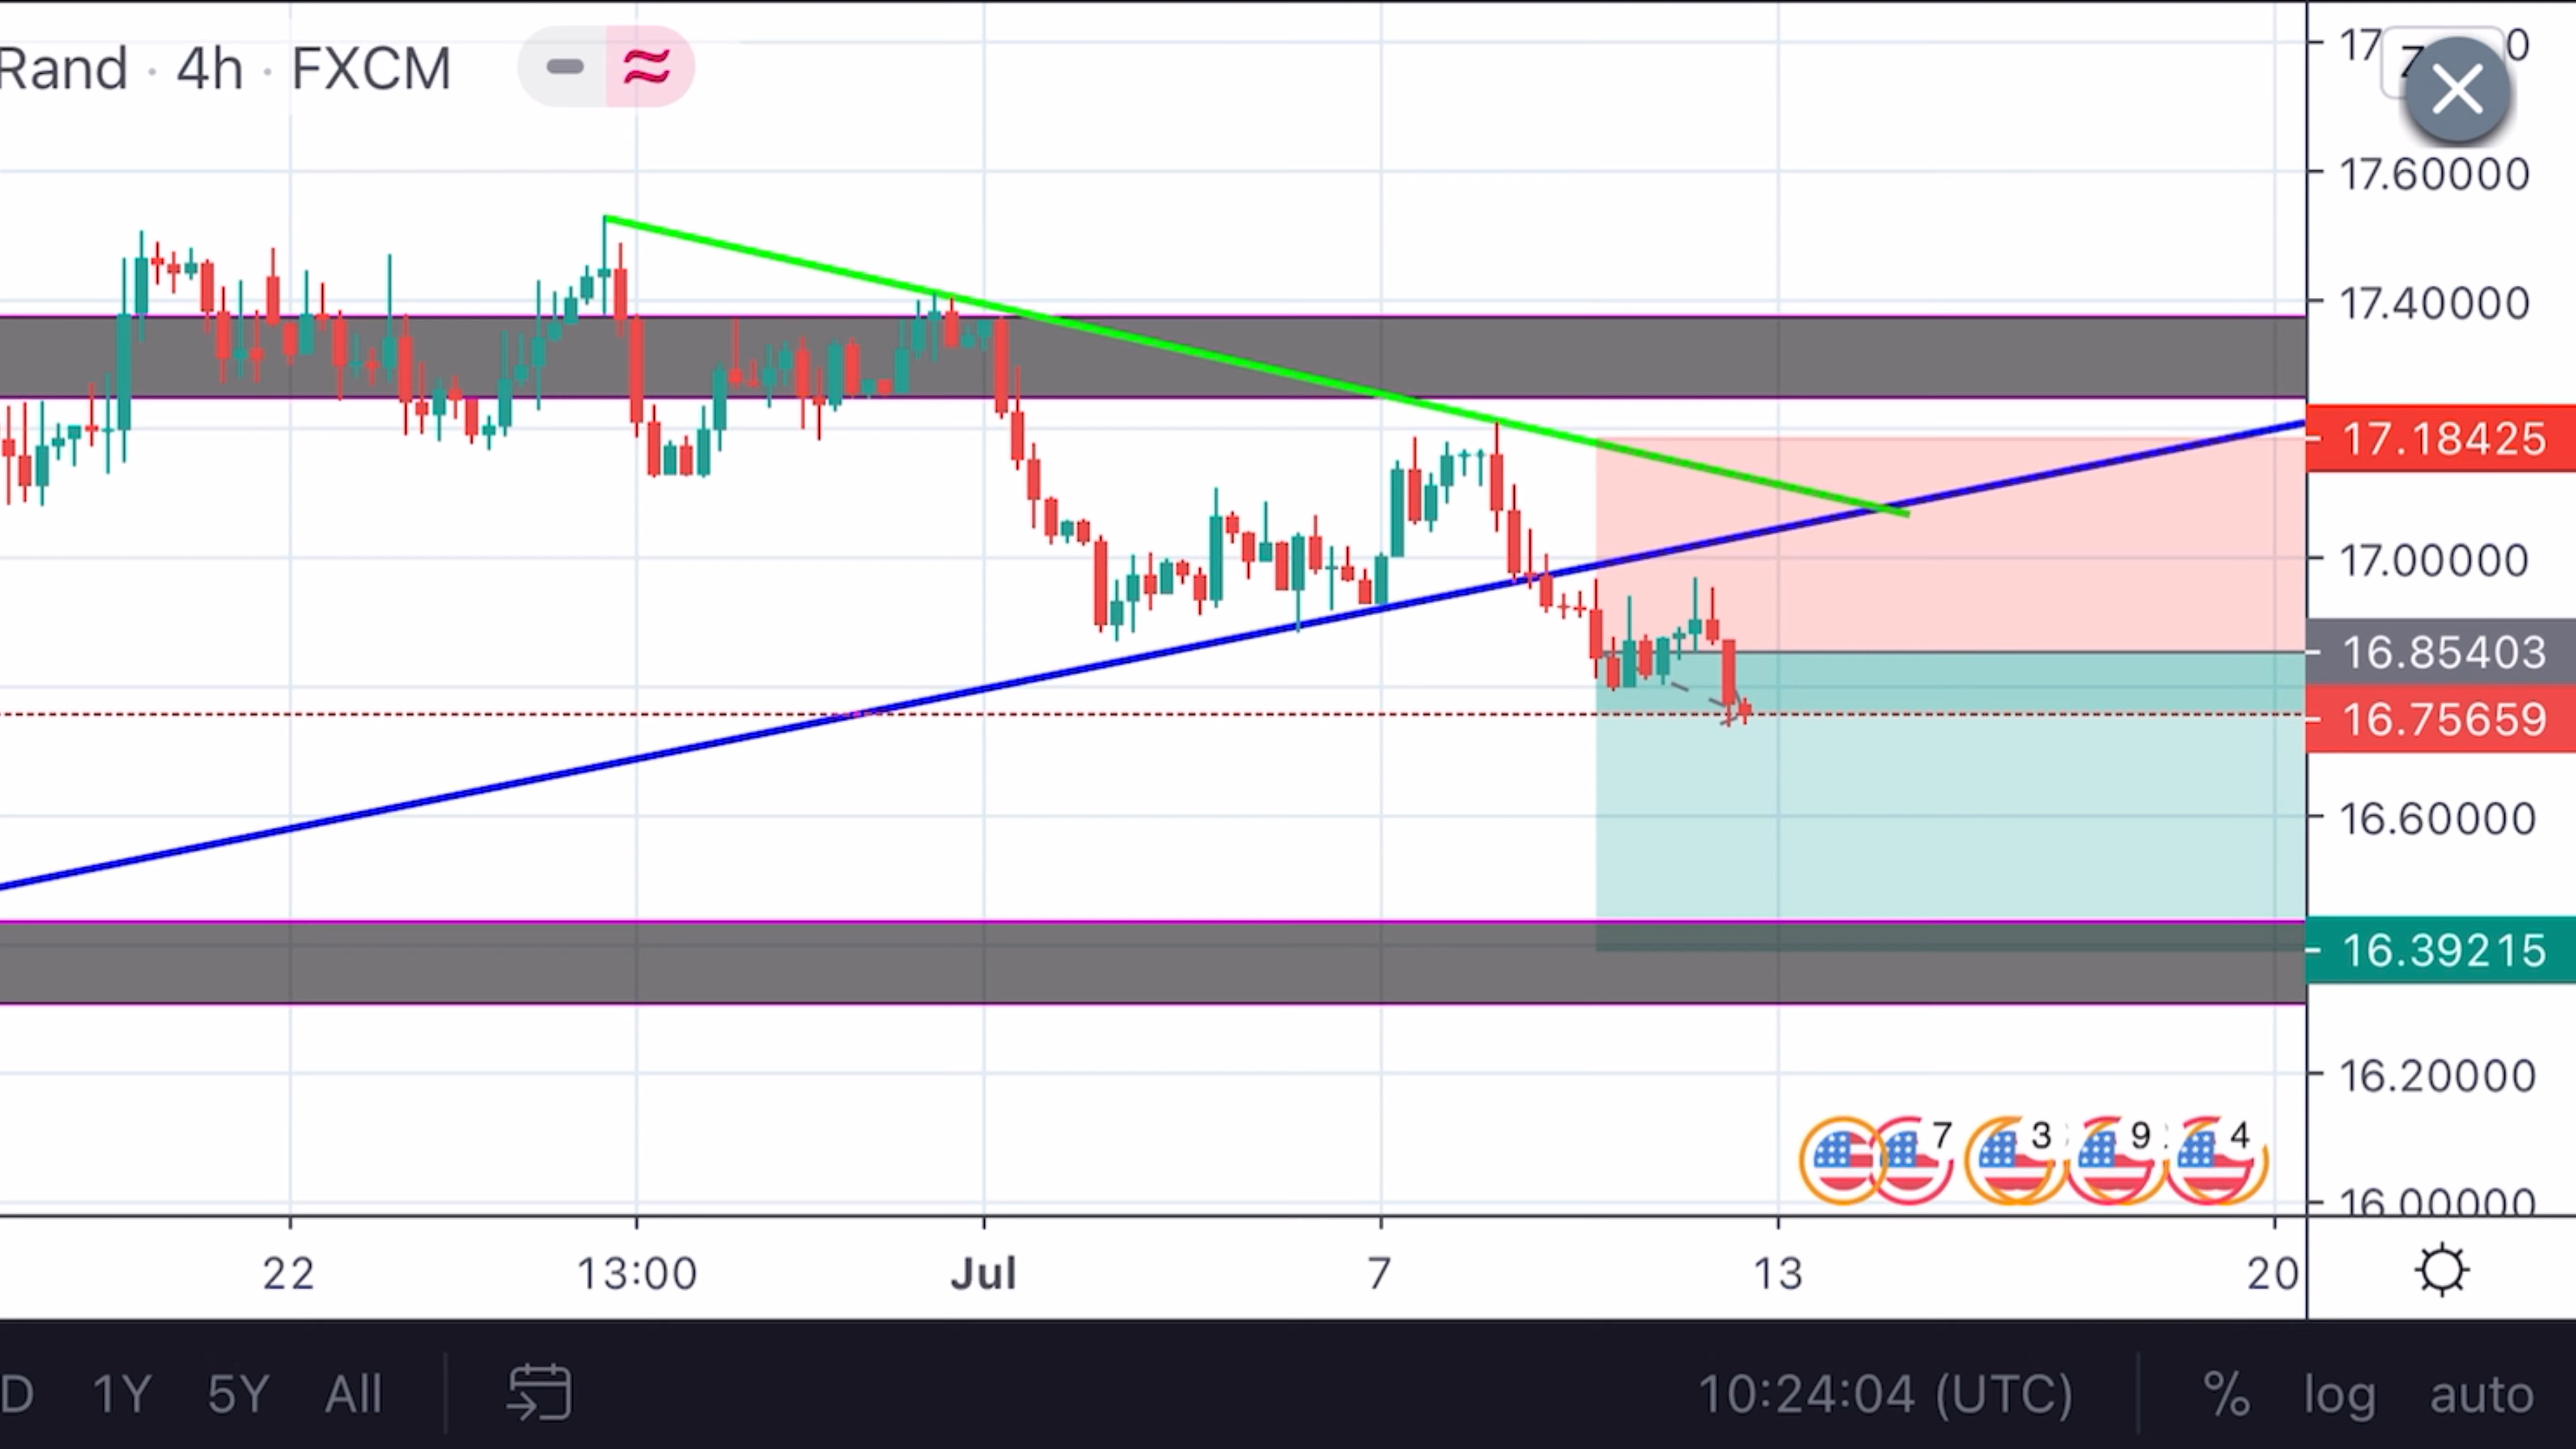 Rand · 4h · FXCM
17.60000
17.40000
17.18425
17.00000
16.85403
16.75659
16.60000
16.39215
16.20000
16.00000
7 3 9 4
22 13:00 Jul 7 13 20
D 1Y 5Y All 10:24:04 (UTC) % log auto